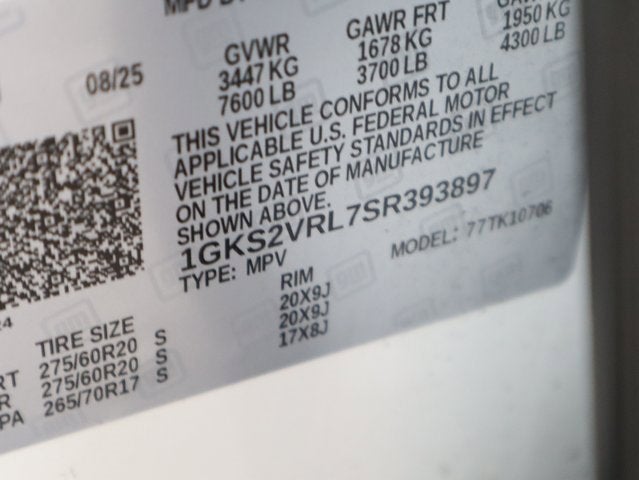 MFD BY
08/25
GVWR
3447 KG
7600 LB
GAWR FRT
1678 KG
3700 LB
1950 KG
4300 LB
THIS VEHICLE CONFORMS TO ALL
APPLICABLE U.S. FEDERAL MOTOR
VEHICLE SAFETY STANDARDS IN EFFECT
ON THE DATE OF MANUFACTURE
SHOWN ABOVE.
1GKS2VRL7SR393897
TYPE: MPV
MODEL: 77TK10706
TIRE SIZE
RIM
275/60R20 S
20X9J
275/60R20 S
20X9J
265/70R17 S
17X8J